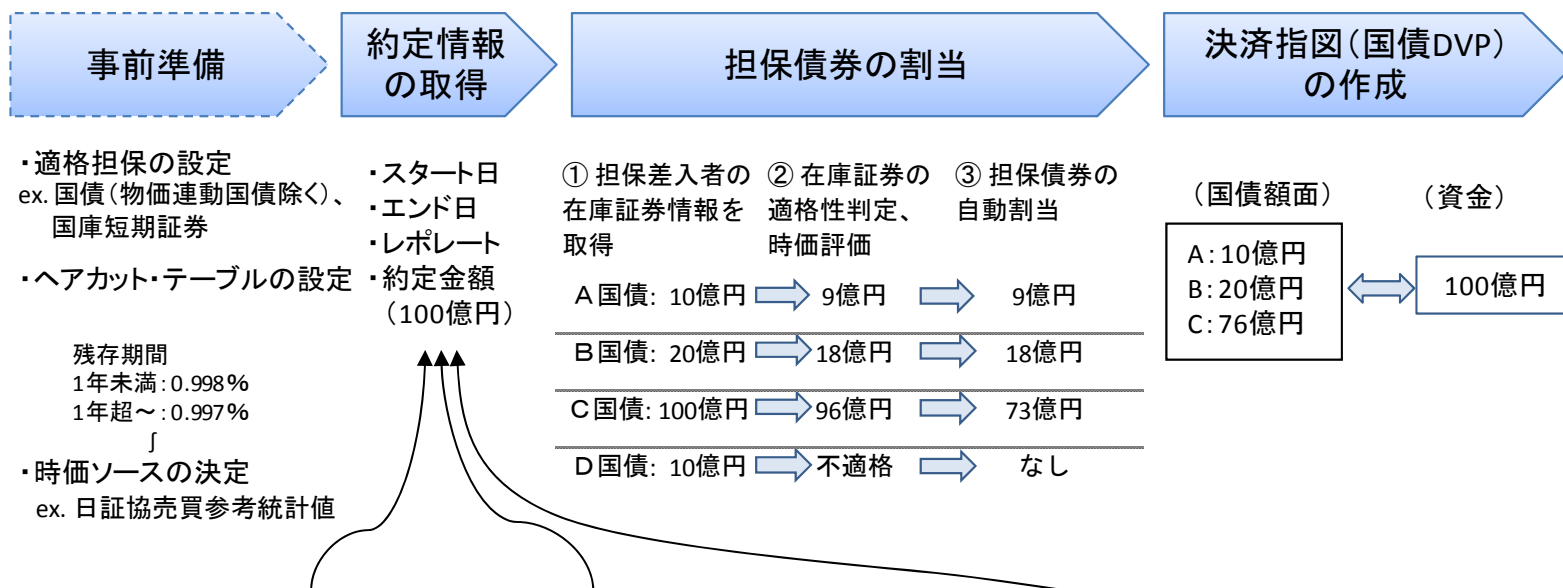 事前準備
約定情報
の取得
担保債券の割当
決済指図(国債DVP)
の作成
・適格担保の設定
ex. 国債(物価連動国債除く)、
国庫短期証券
・ヘアカット・テーブルの設定
残存期間
1年未満:0.998%
1年超~:0.997%
∫
・時価ソースの決定
ex. 日証協売買参考統計値
・スタート日
・エンド日
・レポレート
・約定金額
(100億円)
① 担保差入者の
在庫証券情報を
取得
② 在庫証券の
適格性判定、
時価評価
③ 担保債券の
自動割当
A国債: 10億円 9億円 9億円
B国債: 20億円 18億円 18億円
C国債: 100億円 96億円 73億円
D国債: 10億円 不適格 なし
(国債額面)
A:10億円
B:20億円
C:76億円
(資金)
100億円